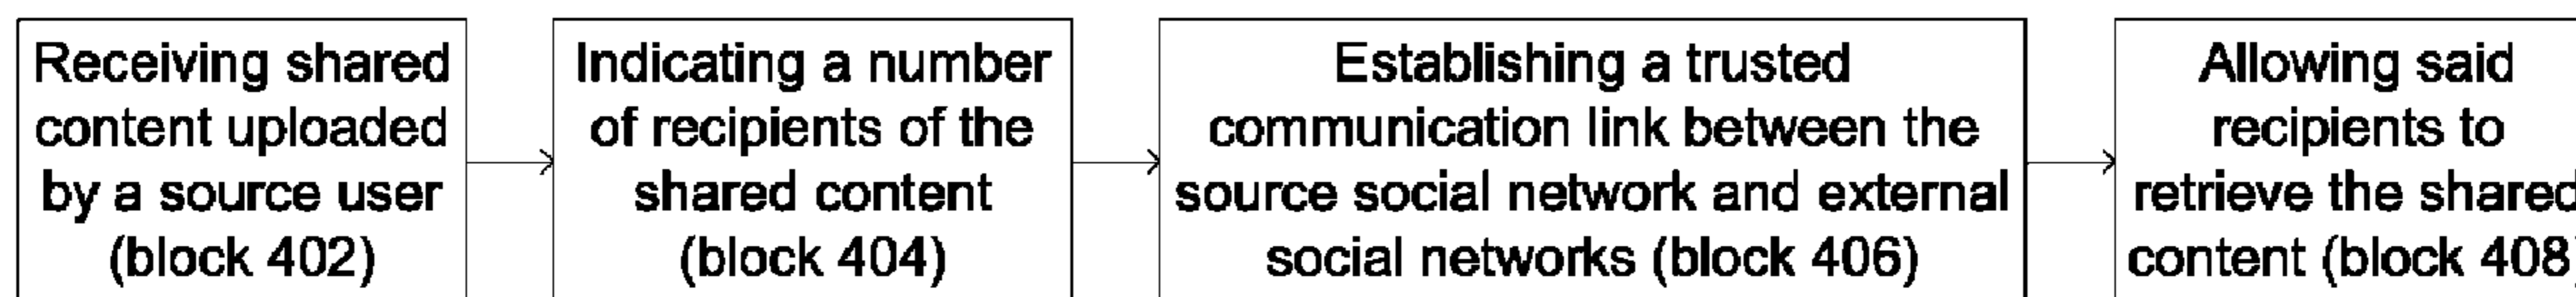 Receiving shared
content uploaded
by a source user
(block 402)
Indicating a number
of recipients of the
shared content
(block 404)
Establishing a trusted
communication link between the
source social network and external
social networks (block 406)
Allowing said
recipients to
retrieve the shared
content (block 408)